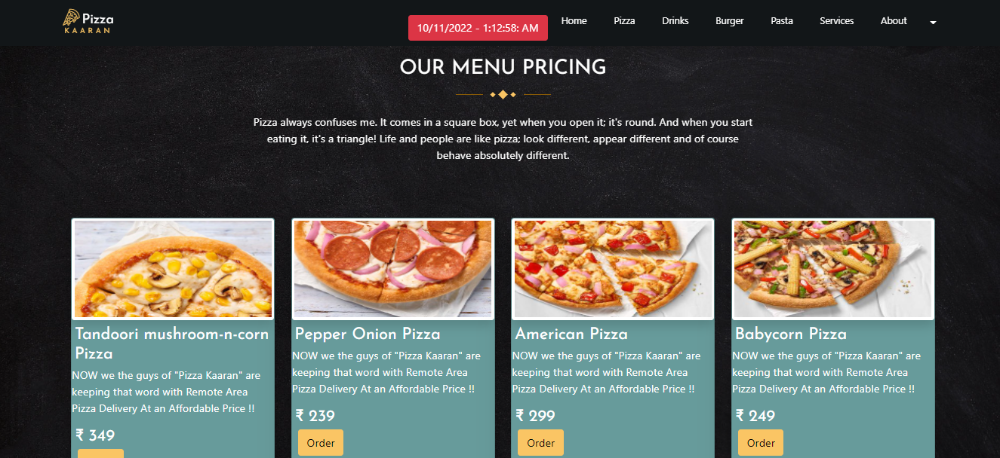 Pizza
KAARAN
10/11/2022 - 1:12:58: AM
Home
Pizza
Drinks
Burger
Pasta
Services
About
OUR MENU PRICING
Pizza always confuses me. It comes in a square box, yet when you open it; it's round. And when you start
eating it, it's a triangle! Life and people are like pizza; look different, appear different and of course
behave absolutely different.
Tandoori mushroom-n-corn
Pizza
NOW we the guys of "Pizza Kaaran" are
keeping that word with Remote Area
Pizza Delivery At an Affordable Price !!
₹ 349
Pepper Onion Pizza
NOW we the guys of "Pizza Kaaran" are
keeping that word with Remote Area
Pizza Delivery At an Affordable Price !!
₹ 239
Order
American Pizza
NOW we the guys of "Pizza Kaaran" are
keeping that word with Remote Area
Pizza Delivery At an Affordable Price !!
₹ 299
Order
Babycorn Pizza
NOW we the guys of "Pizza Kaaran" are
keeping that word with Remote Area
Pizza Delivery At an Affordable Price !!
₹ 249
Order